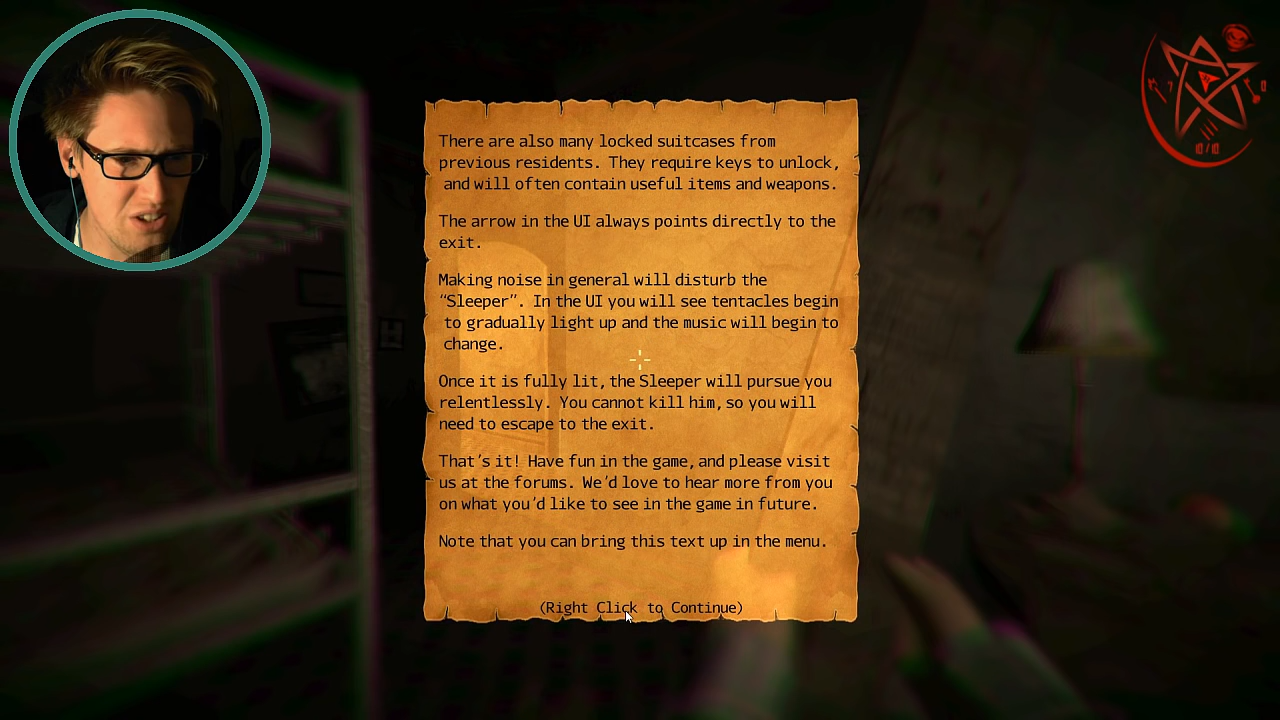 There are also many locked suitcases from
previous residents. They require keys to unlock,
and will often contain useful items and weapons.
The arrow in the UI always points directly to the
exit.
Making noise in general will disturb the
“Sleeper”. In the UI you will see tentacles begin
to gradually light up and the music will begin to
change.
Once it is fully lit, the Sleeper will pursue you
relentlessly. You cannot kill him, so you will
need to escape to the exit.
That’s it! Have fun in the game, and please visit
us at the forums. We’d love to hear more from you
on what you’d like to see in the game in future.
Note that you can bring this text up in the menu.
(Right Click to Continue)